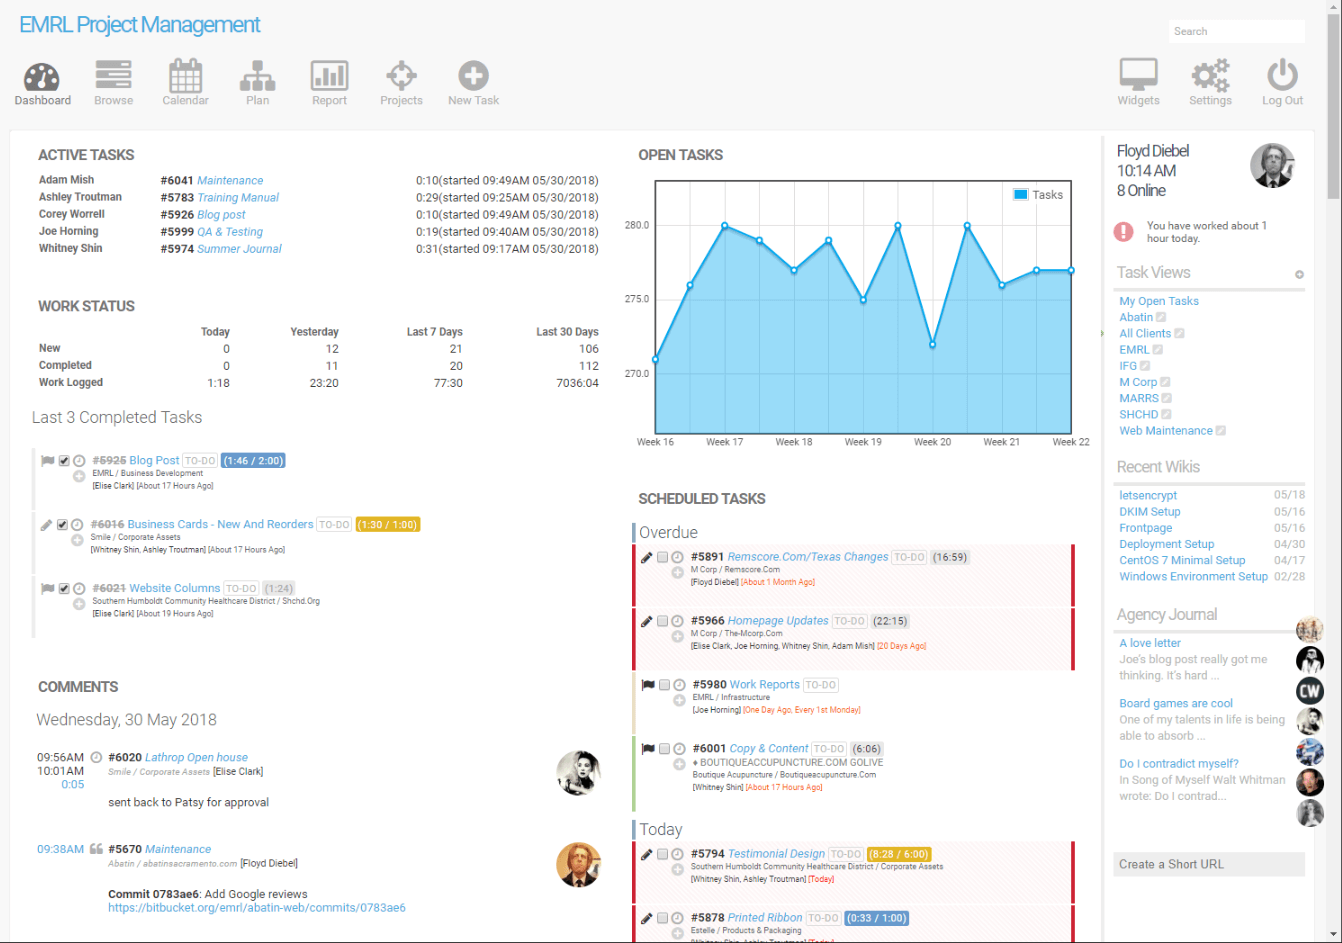 EMRL Project Management
Search
Dashboard Browse Calendar Plan Report Projects New Task Widgets Settings Log Out
ACTIVE TASKS
Adam Mish #6041 Maintenance 0:10(started 09:49AM 05/30/2018)
Ashley Troutman #5783 Training Manual 0:29(started 09:25AM 05/30/2018)
Corey Worrell #5926 Blog post 0:10(started 09:49AM 05/30/2018)
Joe Horning #5999 QA & Testing 0:19(started 09:40AM 05/30/2018)
Whitney Shin #5974 Summer Journal 0:31(started 09:17AM 05/30/2018)
WORK STATUS
Today Yesterday Last 7 Days Last 30 Days
New 0 12 21 106
Completed 0 11 20 112
Work Logged 1:18 23:20 77:30 7036:04
Last 3 Completed Tasks
#5925 Blog Post TO-DO (1:46 / 2:00)
EMRL / Business Development
[Elise Clark] [About 17 Hours Ago]
#6016 Business Cards - New And Reorders TO-DO (1:30 / 1:00)
Smile / Corporate Assets
[Whitney Shin, Ashley Troutman] [About 17 Hours Ago]
#6021 Website Columns TO-DO (1:24)
Southern Humboldt Community Healthcare District / Shchd.Org
[Elise Clark] [About 19 Hours Ago]
COMMENTS
Wednesday, 30 May 2018
09:56AM #6020 Lathrop Open house
10:01AM Smile / Corporate Assets [Elise Clark]
0:05
sent back to Patsy for approval
09:38AM #5670 Maintenance
Abatin / abatinsacramento.com [Floyd Diebel]
Commit 0783ae6: Add Google reviews
https://bitbucket.org/emrl/abatin-web/commits/0783ae6
OPEN TASKS
Tasks
280.0
275.0
270.0
Week 16 Week 17 Week 18 Week 19 Week 20 Week 21 Week 22
SCHEDULED TASKS
Overdue
#5891 Remscore.Com/Texas Changes TO-DO (16:59)
M Corp / Remscore.Com
[Floyd Diebel] [About 1 Month Ago]
#5966 Homepage Updates TO-DO (22:15)
M Corp / The-Mcorp.Com
[Elise Clark, Joe Horning, Whitney Shin, Adam Mish] [20 Days Ago]
#5980 Work Reports TO-DO
EMRL / Infrastructure
[Joe Horning] [One Day Ago, Every 1st Monday]
#6001 Copy & Content TO-DO (6:06)
♦ BOUTIQUEACCUPUNCTURE.COM GOLIVE
Boutique Acupuncture / Boutiqueacupuncture.Com
[Whitney Shin] [About 17 Hours Ago]
Today
#5794 Testimonial Design TO-DO (8:28 / 6:00)
Southern Humboldt Community Healthcare District / Corporate Assets
[Whitney Shin, Ashley Troutman] [Today]
#5878 Printed Ribbon TO-DO (0:33 / 1:00)
Estelle / Products & Packaging
[Whitney Shin, Ashley Troutman] [Today]
Floyd Diebel
10:14 AM
8 Online
You have worked about 1
hour today.
Task Views
My Open Tasks
Abatin
All Clients
EMRL
IFG
M Corp
MARRS
SHCHD
Web Maintenance
Recent Wikis
letsencrypt 05/18
DKIM Setup 05/16
Frontpage 05/16
Deployment Setup 04/30
CentOS 7 Minimal Setup 04/17
Windows Environment Setup 02/28
Agency Journal
A love letter
Joe's blog post really got me
thinking. It's hard ...
Board games are cool
One of my talents in life is being
able to absorb ...
Do I contradict myself?
In Song of Myself Walt Whitman
wrote: Do I contrad...
CW
Create a Short URL